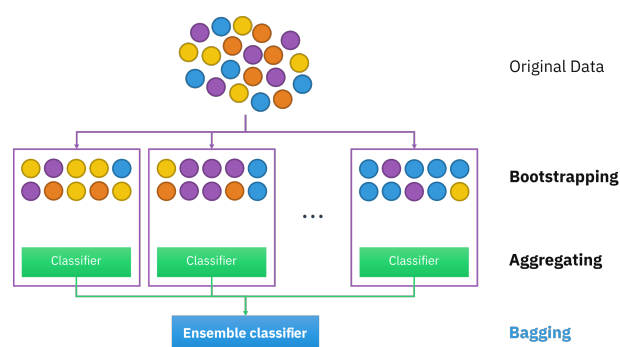 Original Data
Bootstrapping
...
Classifier
Classifier
Classifier
Aggregating
Ensemble classifier
Bagging